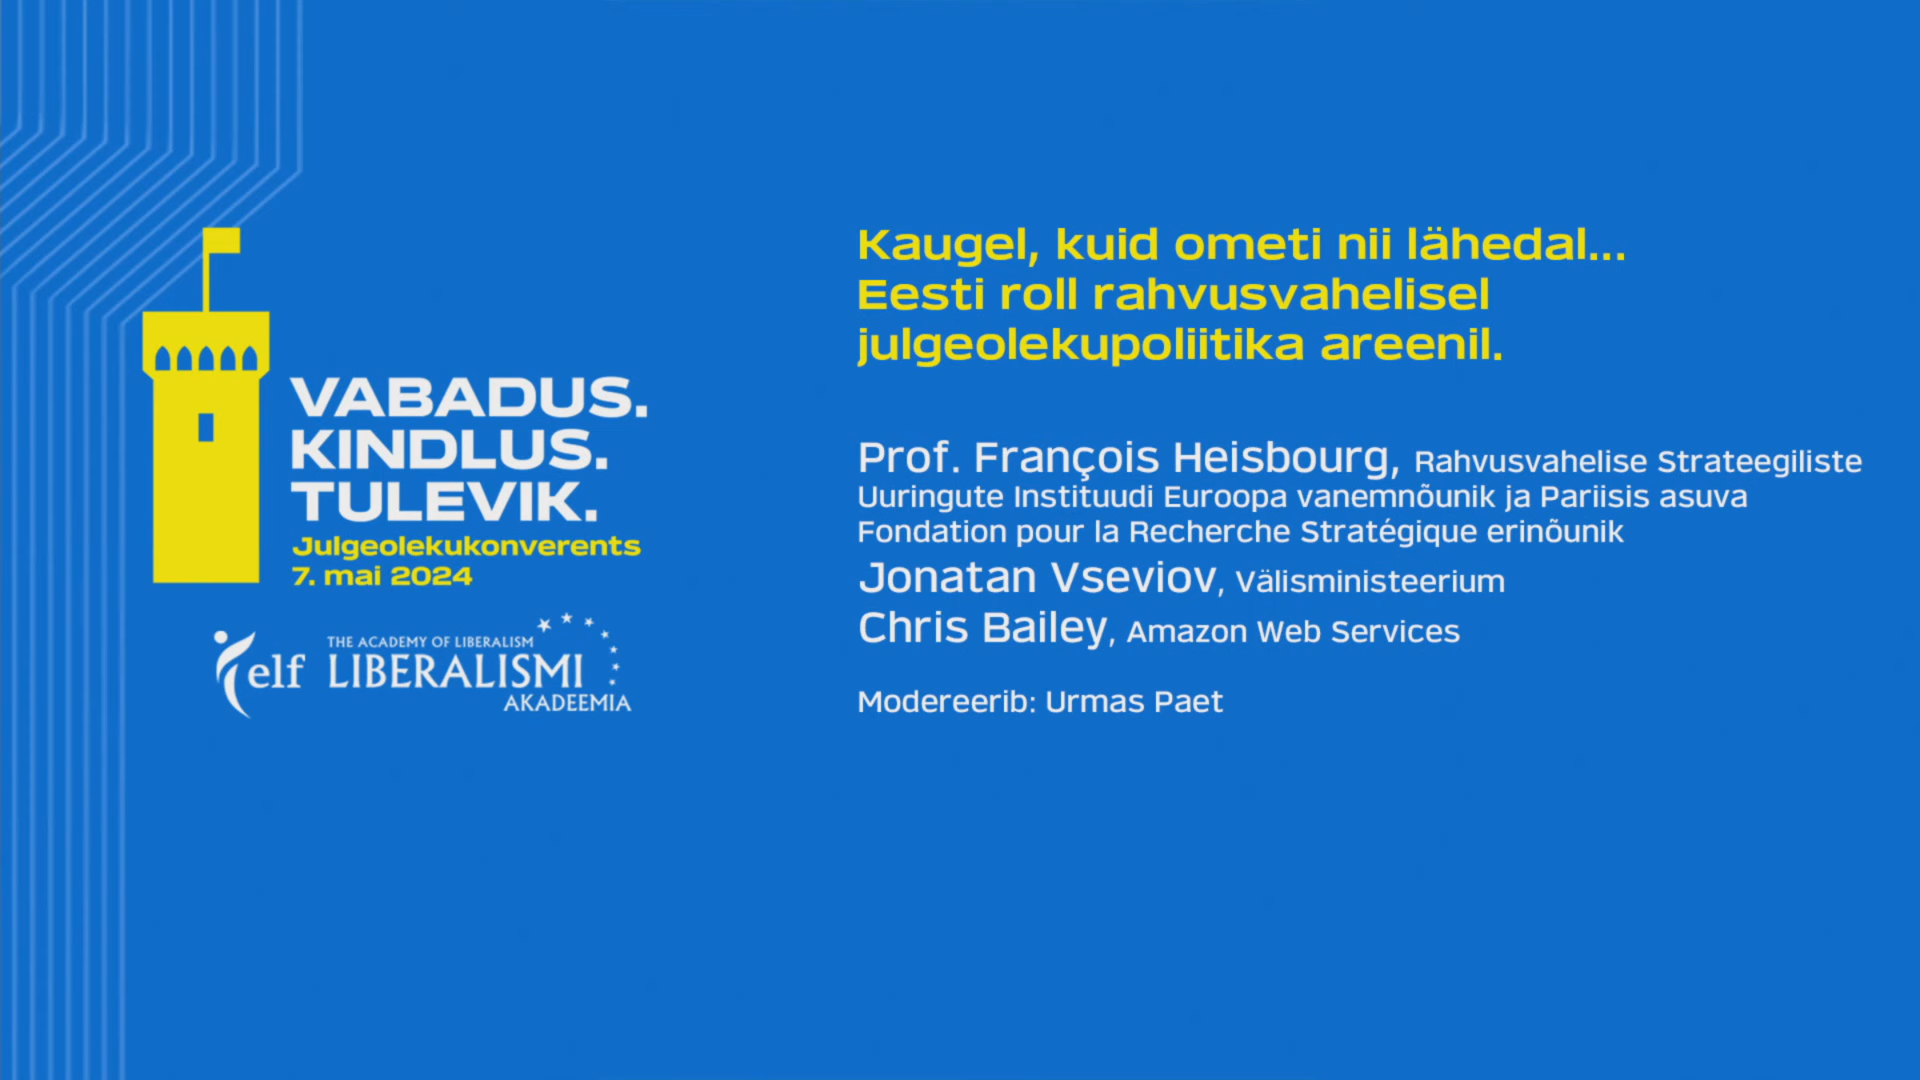 VABADUS.
KINDLUS.
TULEVIK.
Julgeolekukonverents
7. mai 2024
elf
THE ACADEMY OF LIBERALISM
LIBERALISMI
AKADEEMIA
Kaugel, kuid ometi nii lähedal...
Eesti roll rahvusvahelisel
julgeolekupoliitika areenil.
Prof. François Heisbourg, Rahvusvahelise Strateegiliste
Uuringute Instituudi Euroopa vanemnõunik ja Pariisis asuva
Fondation pour la Recherche Stratégique erinõunik
Jonatan Vseviov, Välisministeerium
Chris Bailey, Amazon Web Services
Modereerib: Urmas Paet